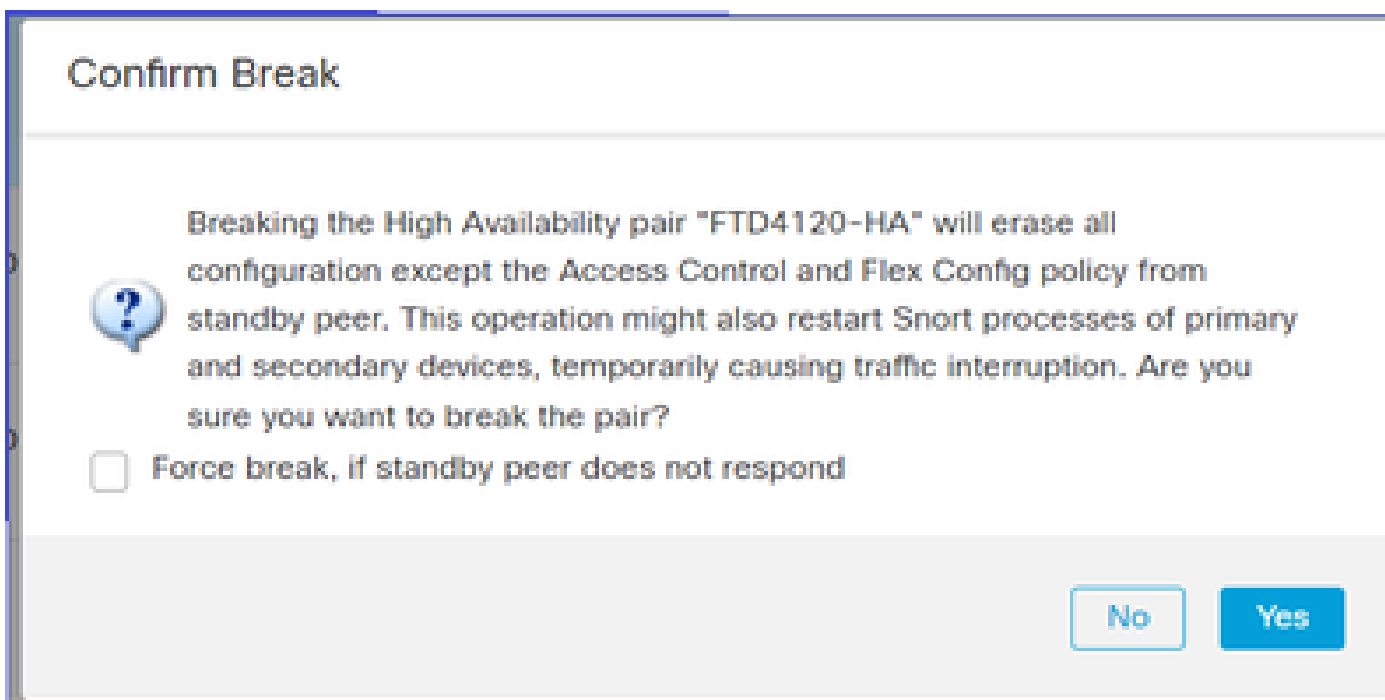 Confirm Break
Breaking the High Availability pair "FTD4120-HA" will erase all
configuration except the Access Control and Flex Config policy from
standby peer. This operation might also restart Snort processes of primary
and secondary devices, temporarily causing traffic interruption. Are you
sure you want to break the pair?
Force break, if standby peer does not respond
No
Yes